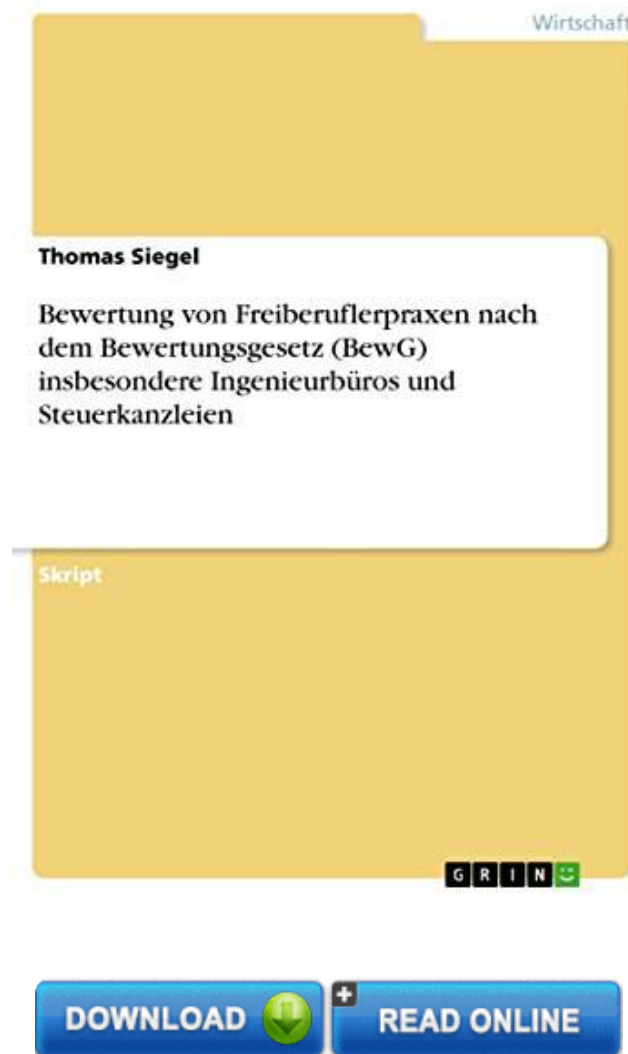 Wirtschaft
Thomas Siegel
Bewertung von Freiberuflerpraxen nach
dem Bewertungsgesetz (BewG)
insbesondere Ingenieurbüros und
Steuerkanzleien
Skript
GRIN
DOWNLOAD
READ ONLINE